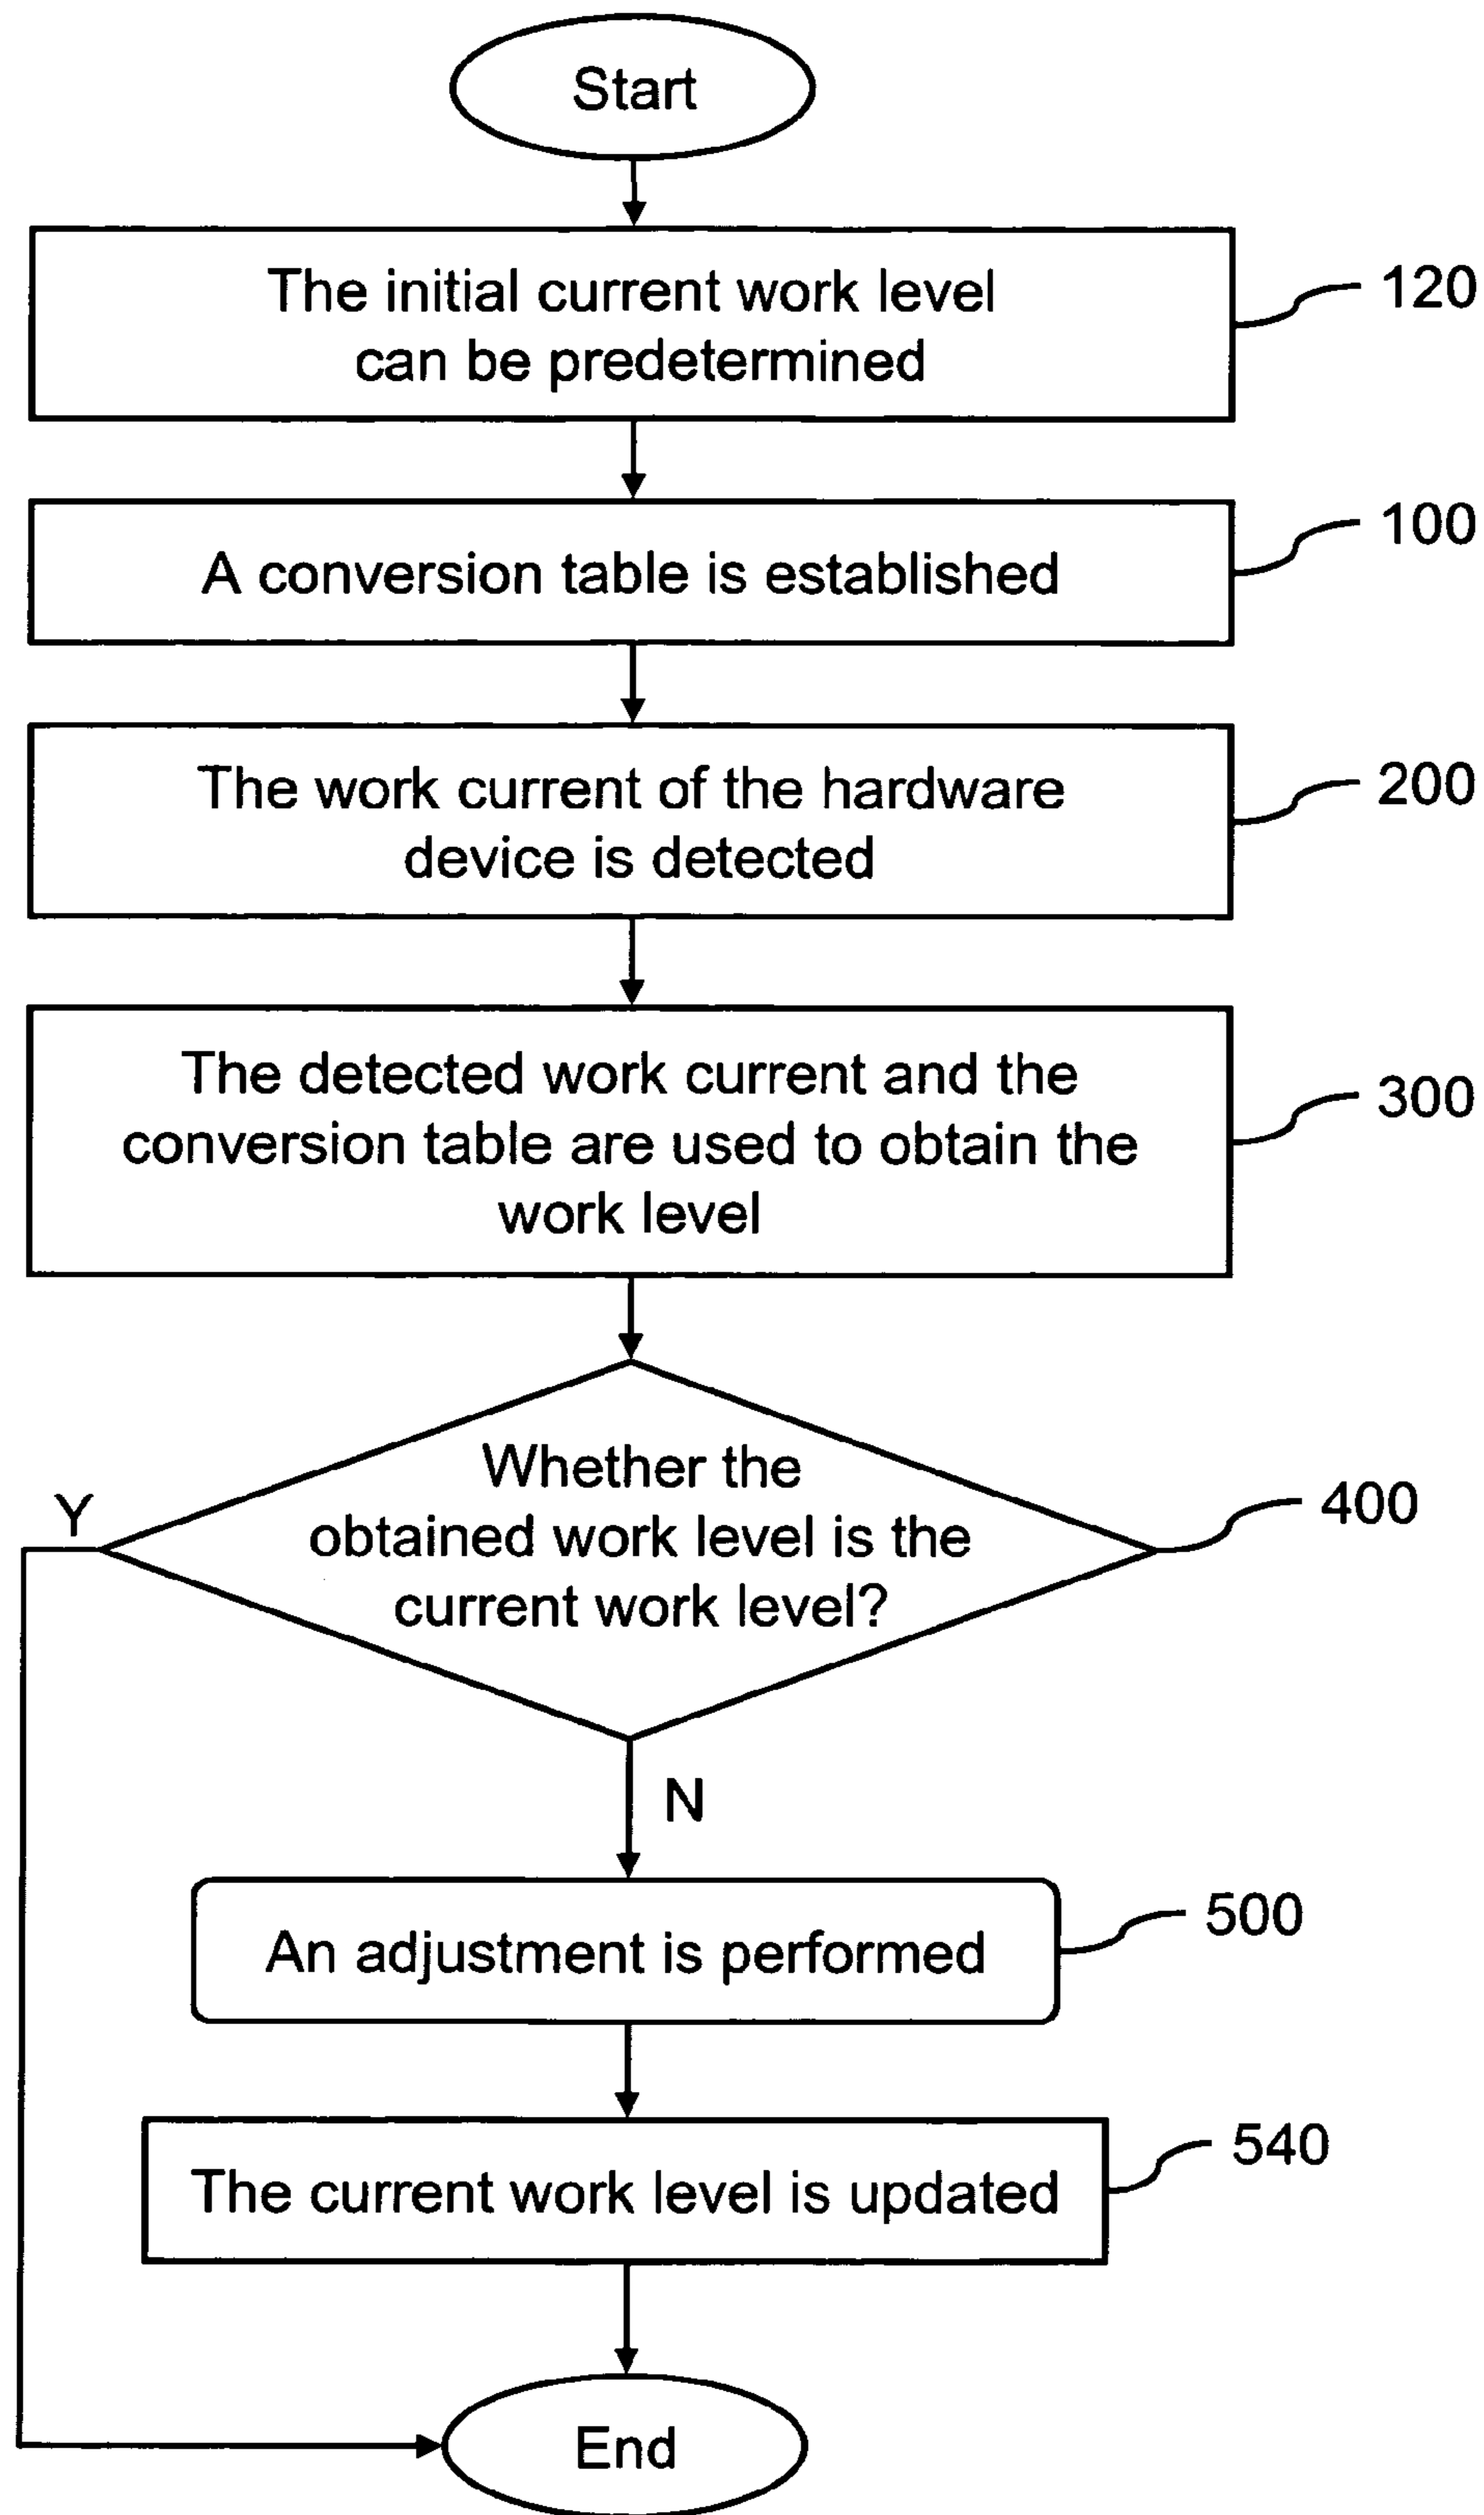 Start
The initial current work level
can be predetermined
120
A conversion table is established
100
The work current of the hardware
device is detected
200
The detected work current and the
conversion table are used to obtain the
work level
300
Whether the
obtained work level is the
current work level?
400
Y
N
An adjustment is performed
500
The current work level is updated
540
End